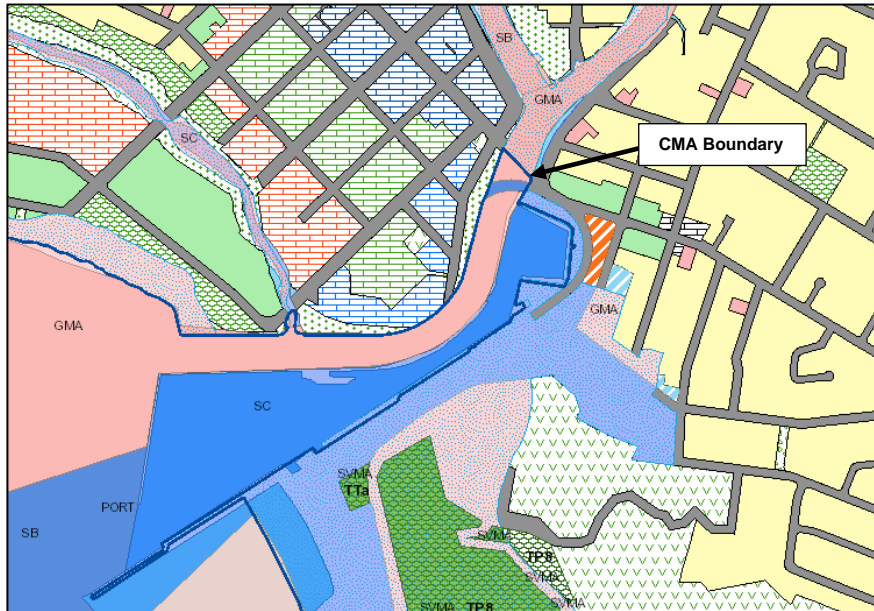 SB
GMA
CMA Boundary
SC
GMA
GMA
SC
SVMA
TTa
PORT
SB
SVMA
TP8
SVMA
TP8
SVMA